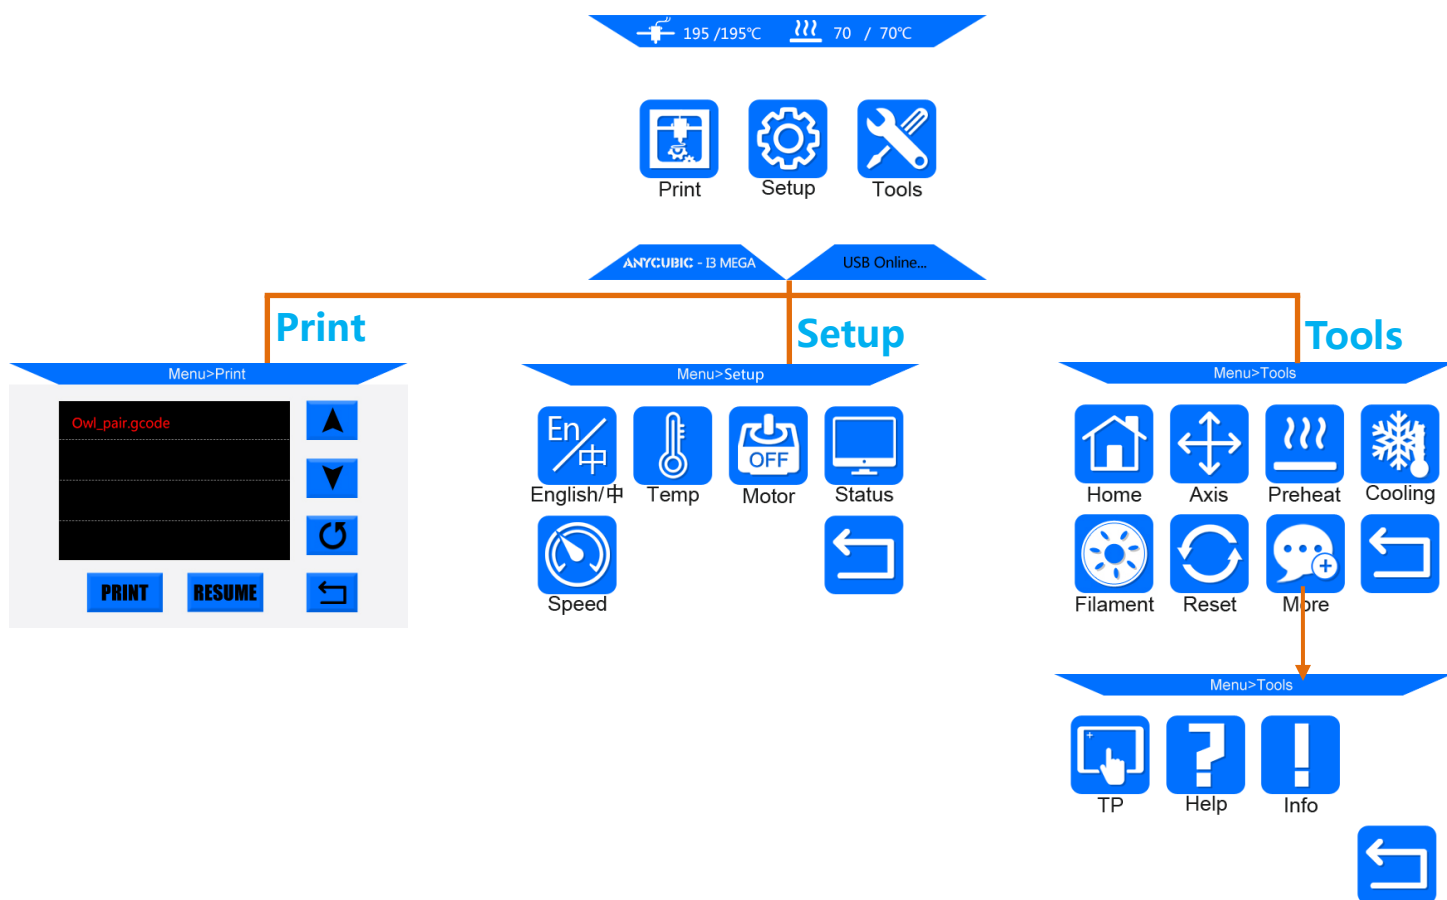 195 /195℃ 70 / 70℃
Print Setup Tools
ANYCUBIC - I3 MEGA USB Online...
Print Setup Tools
Menu>Print
Owl_pair.gcode
PRINT RESUME
Menu>Setup
En/中
OFF
English/中 Temp Motor Status
Speed
Menu>Tools
Home Axis Preheat Cooling
Filament Reset More
Menu>Tools
TP Help Info